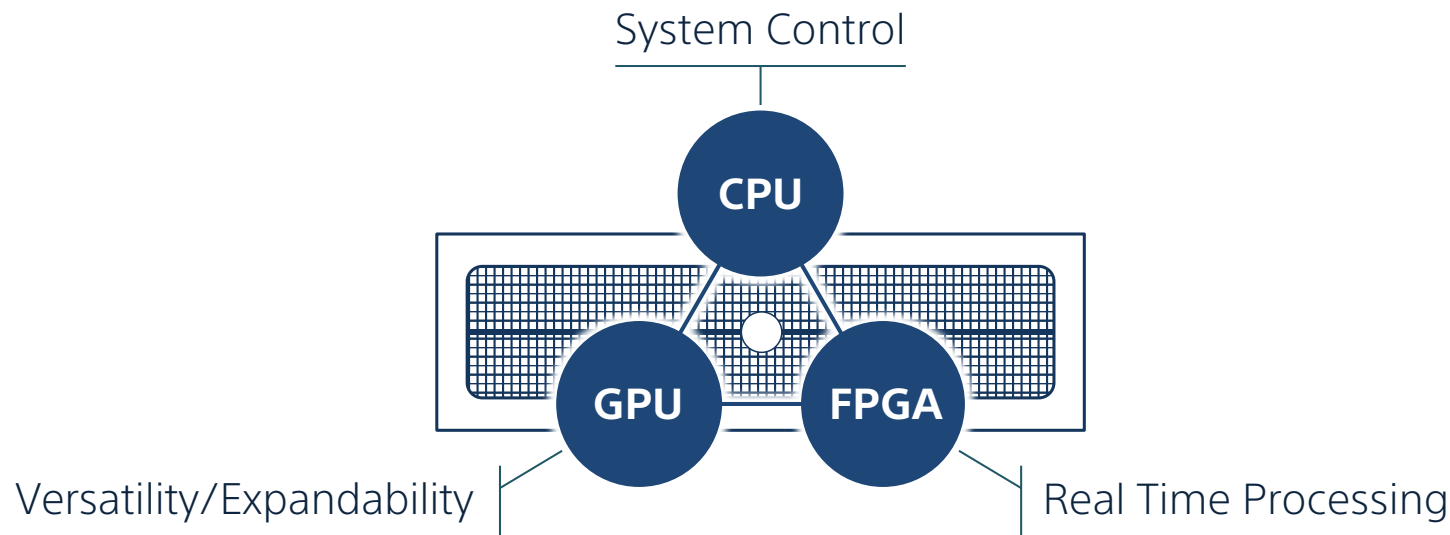 System Control
CPU
GPU
FPGA
Versatility/Expandability
Real Time Processing